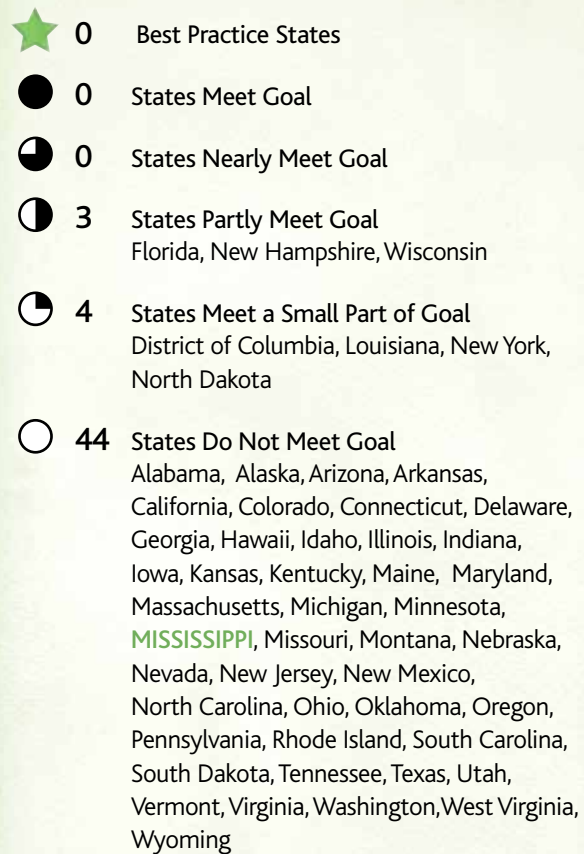 0 Best Practice States
0 States Meet Goal
0 States Nearly Meet Goal
3 States Partly Meet Goal
Florida, New Hampshire, Wisconsin
4 States Meet a Small Part of Goal
District of Columbia, Louisiana, New York,
North Dakota
44 States Do Not Meet Goal
Alabama, Alaska, Arizona, Arkansas,
California, Colorado, Connecticut, Delaware,
Georgia, Hawaii, Idaho, Illinois, Indiana,
Iowa, Kansas, Kentucky, Maine, Maryland,
Massachusetts, Michigan, Minnesota,
MISSISSIPPI, Missouri, Montana, Nebraska,
Nevada, New Jersey, New Mexico,
North Carolina, Ohio, Oklahoma, Oregon,
Pennsylvania, Rhode Island, South Carolina,
South Dakota, Tennessee, Texas, Utah,
Vermont, Virginia, Washington,West Virginia,
Wyoming